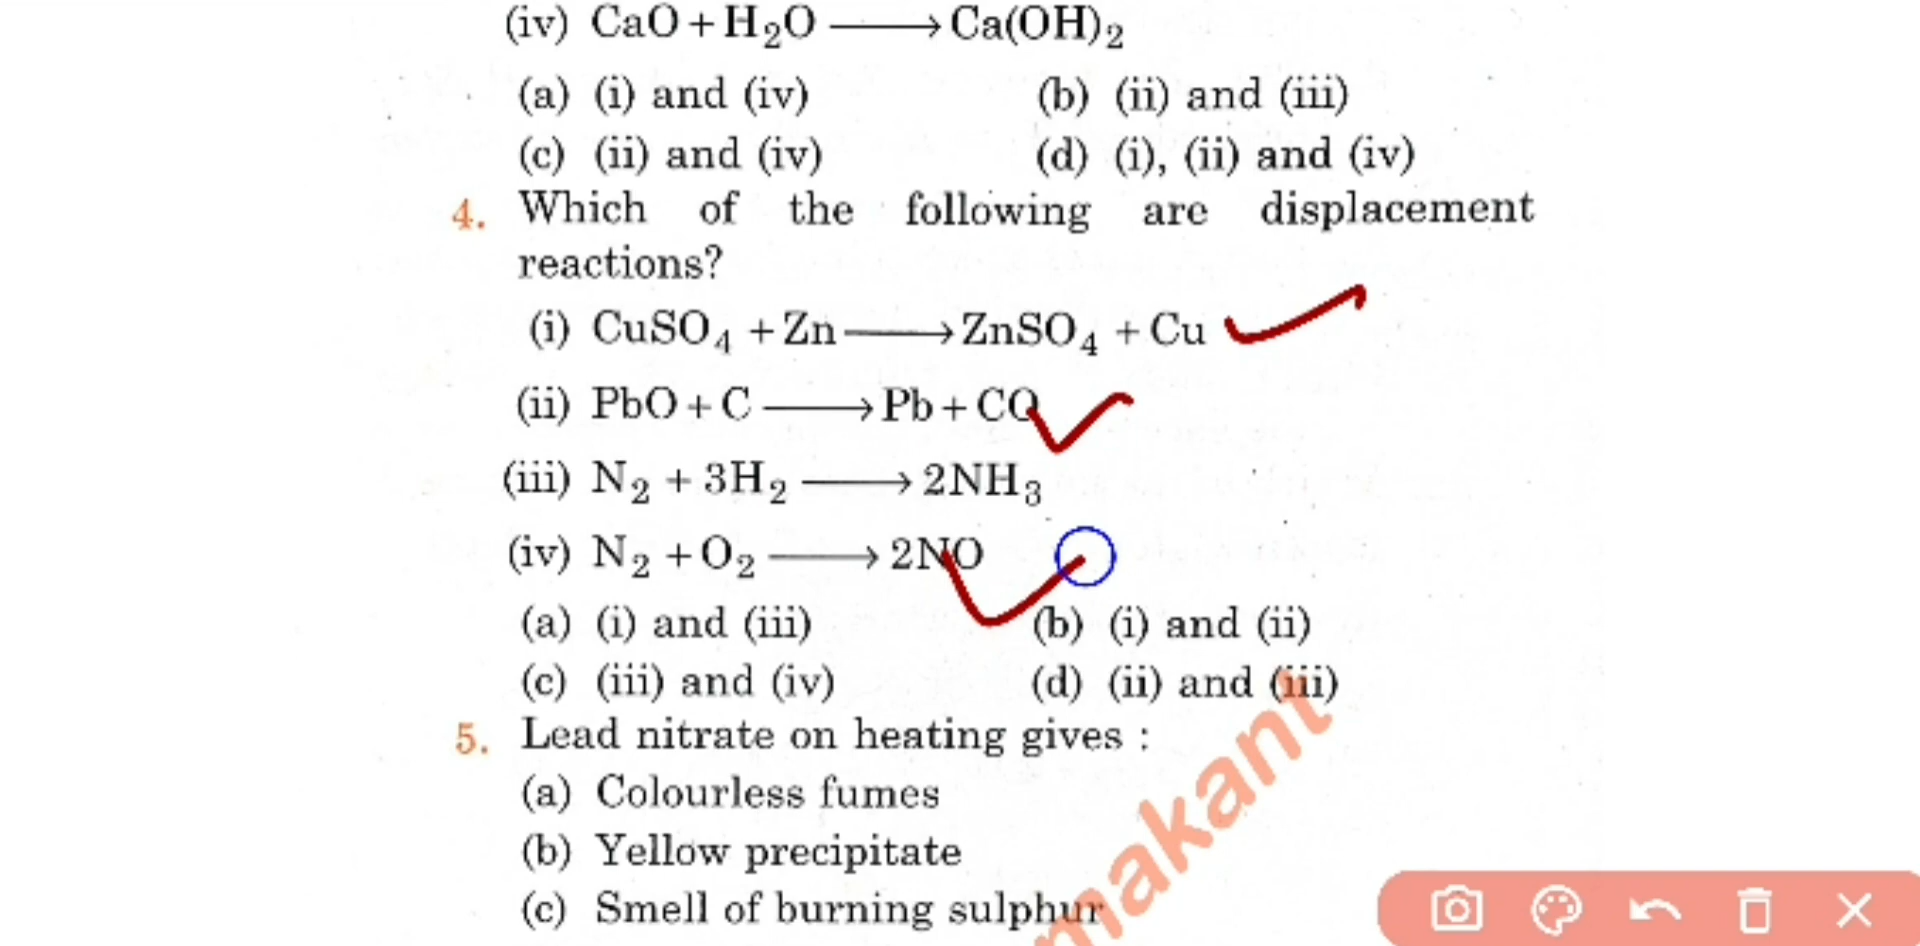 (iv) CaO + H₂O ⟶ Ca(OH)₂
(a) (i) and (iv) (b) (ii) and (iii)
(c) (ii) and (iv) (d) (i), (ii) and (iv)
4. Which of the following are displacement
reactions?
(i) CuSO₄ + Zn ⟶ ZnSO₄ + Cu
(ii) PbO + C ⟶ Pb + CO
(iii) N₂ + 3H₂ ⟶ 2NH₃
(iv) N₂ + O₂ ⟶ 2NO
(a) (i) and (iii) (b) (i) and (ii)
(c) (iii) and (iv) (d) (ii) and (iii)
5. Lead nitrate on heating gives :
(a) Colourless fumes
(b) Yellow precipitate
(c) Smell of burning sulphur
makant